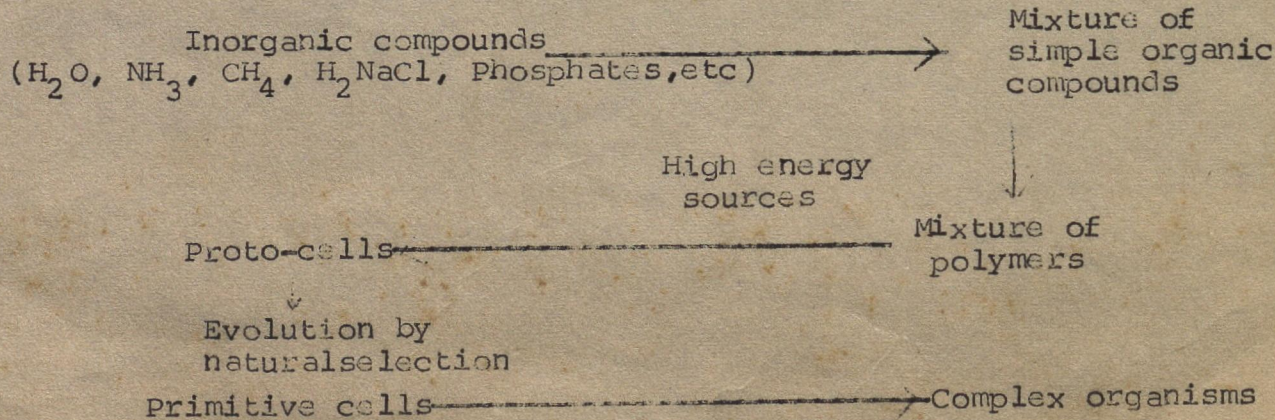 Inorganic compounds
(H₂O, NH₃, CH₄, H₂NaCl, Phosphates,etc)
Mixture of
simple organic
compounds
High energy
sources
Mixture of
polymers
Proto-cells
Evolution by
naturalselection
Primitive cells
Complex organisms